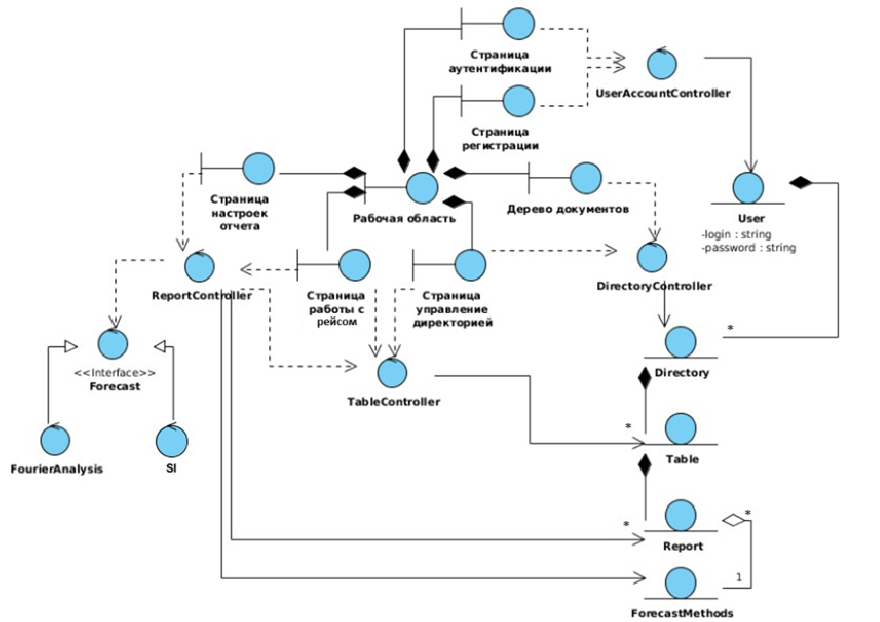 Страница
аутентификации
UserAccountController
Страница
регистрации
Страница
настроек
отчета
Рабочая область
Дерево документов
User
-login : string
-password : string
ReportController
Страница
работы с
рейсом
Страница
управление
директорией
DirectoryController
*
<<Interface>>
Forecast
Directory
TableController
*
FourierAnalysis
SI
Table
*
*
Report
1
ForecastMethods